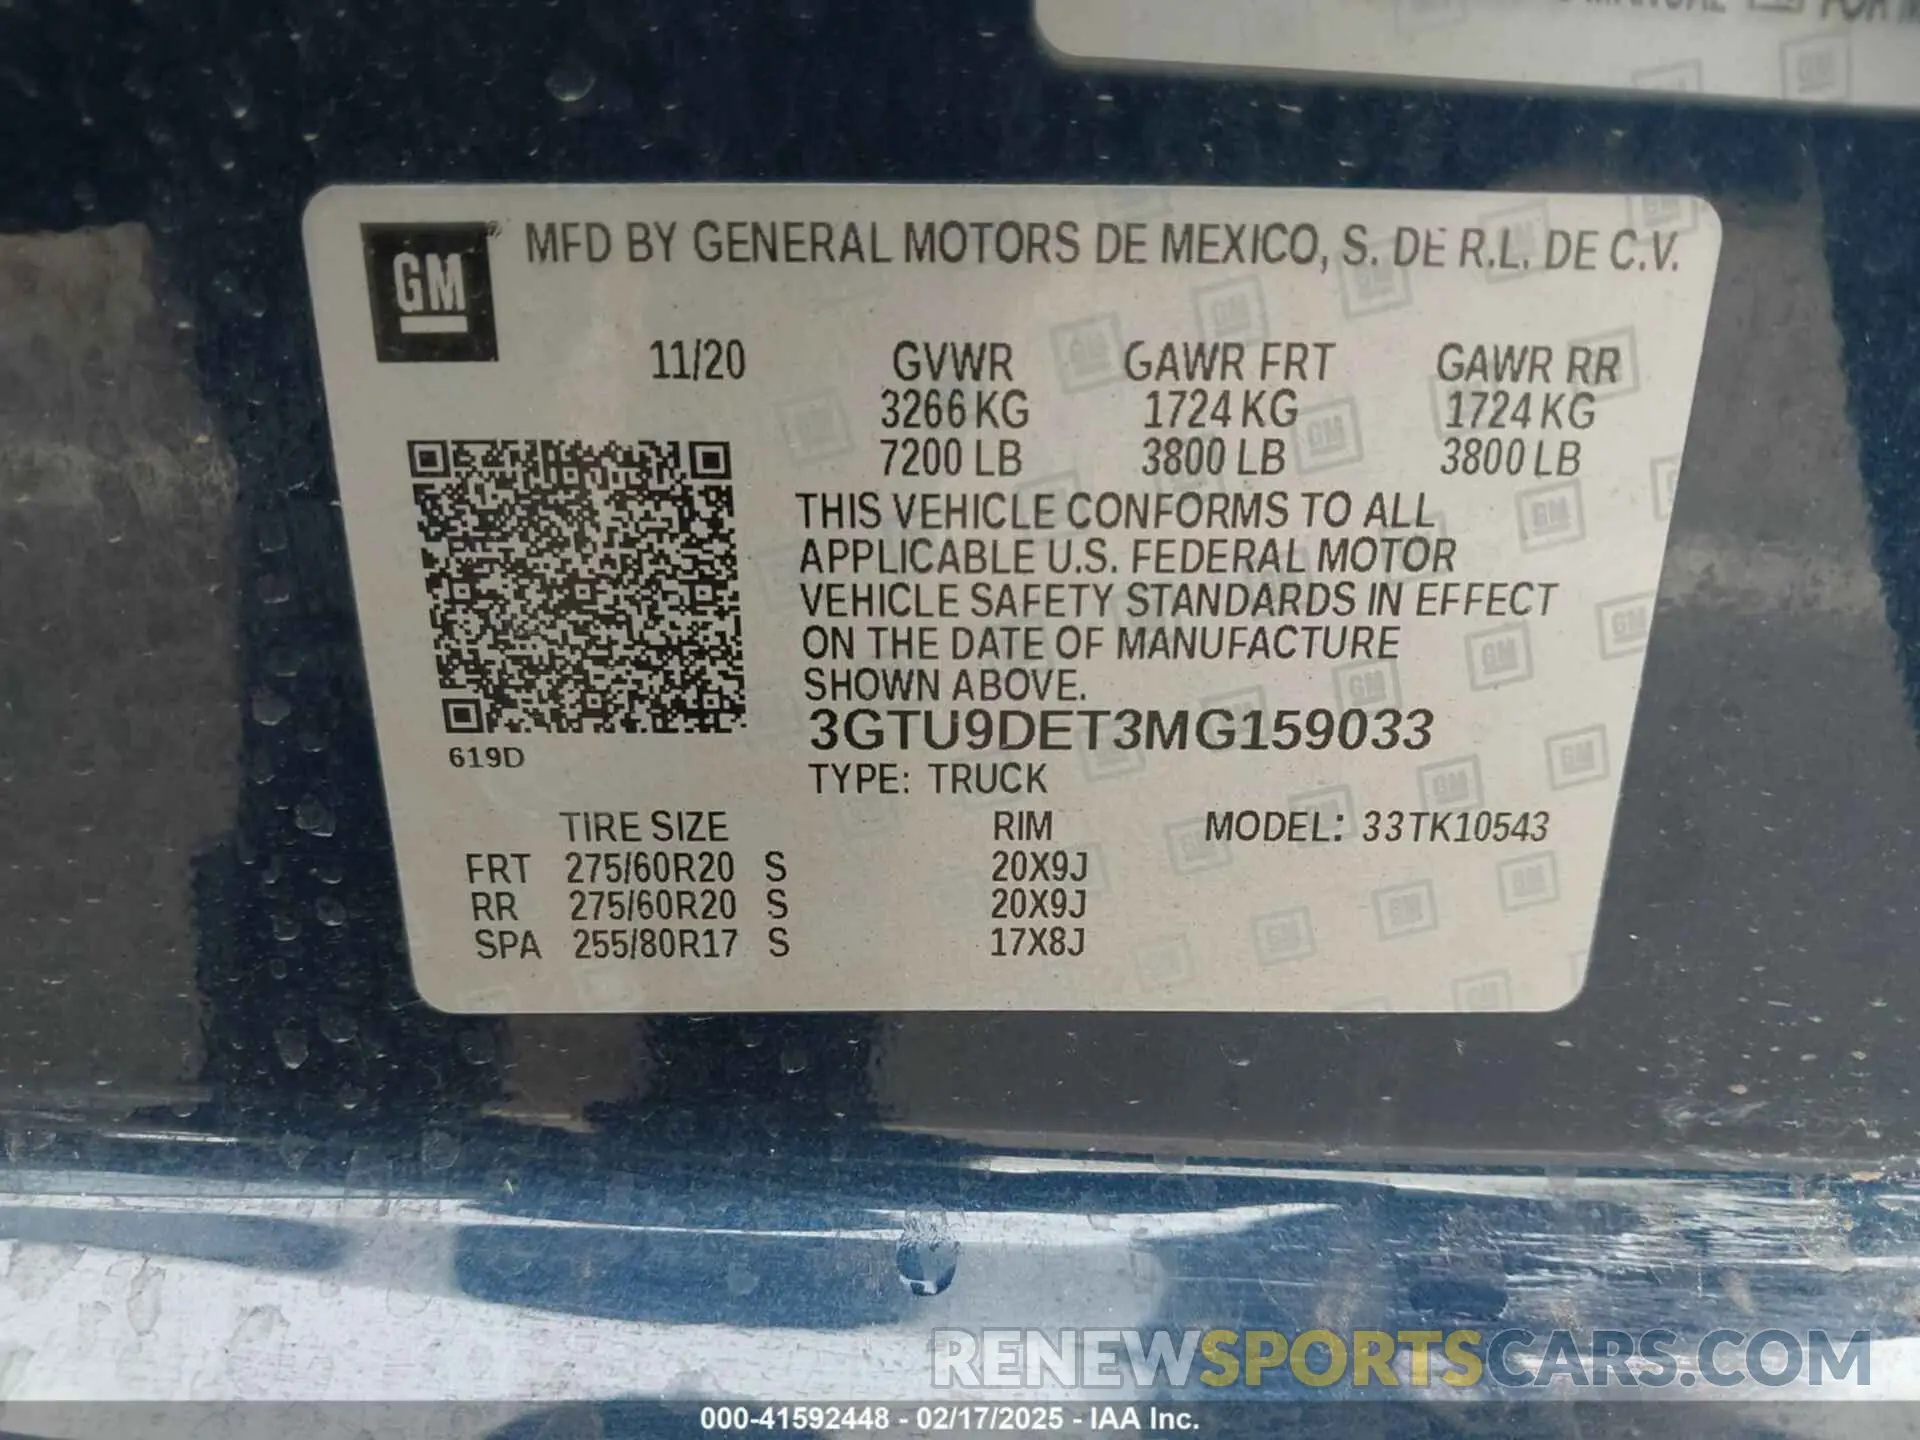 MANUAL
FOR
GM ® MFD BY GENERAL MOTORS DE MEXICO, S. DE R.L. DE C.V.
11/20 GVWR GAWR FRT GAWR RR
3266 KG 1724 KG 1724 KG
7200 LB 3800 LB 3800 LB
THIS VEHICLE CONFORMS TO ALL
APPLICABLE U.S. FEDERAL MOTOR
VEHICLE SAFETY STANDARDS IN EFFECT
ON THE DATE OF MANUFACTURE
SHOWN ABOVE.
3GTU9DET3MG159033
619D
TYPE: TRUCK
TIRE SIZE RIM MODEL: 33TK10543
FRT 275/60R20 S 20X9J
RR 275/60R20 S 20X9J
SPA 255/80R17 S 17X8J
RENEWSPORTSCARS.COM
000-41592448 - 02/17/2025 - IAA Inc.